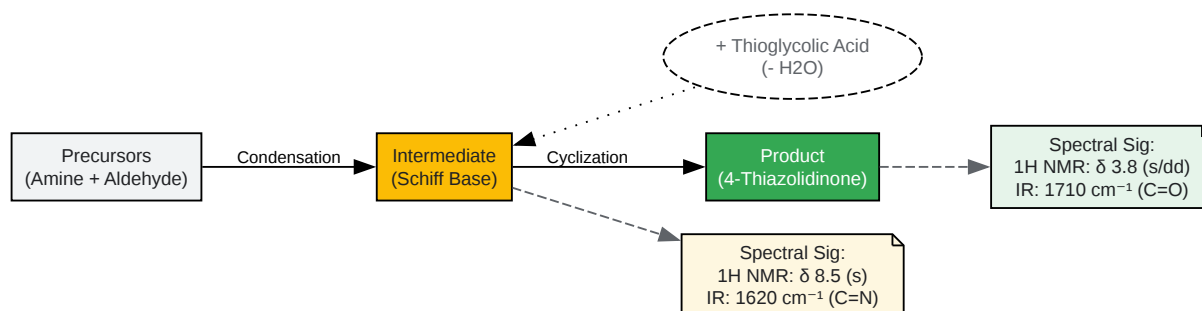 + Thioglycolic Acid
(- H2O)
Precursors
(Amine + Aldehyde)
Condensation
Intermediate
(Schiff Base)
Cyclization
Product
(4-Thiazolidinone)
Spectral Sig:
1H NMR: δ 3.8 (s/dd)
IR: 1710 cm⁻¹ (C=O)
Spectral Sig:
1H NMR: δ 8.5 (s)
IR: 1620 cm⁻¹ (C=N)